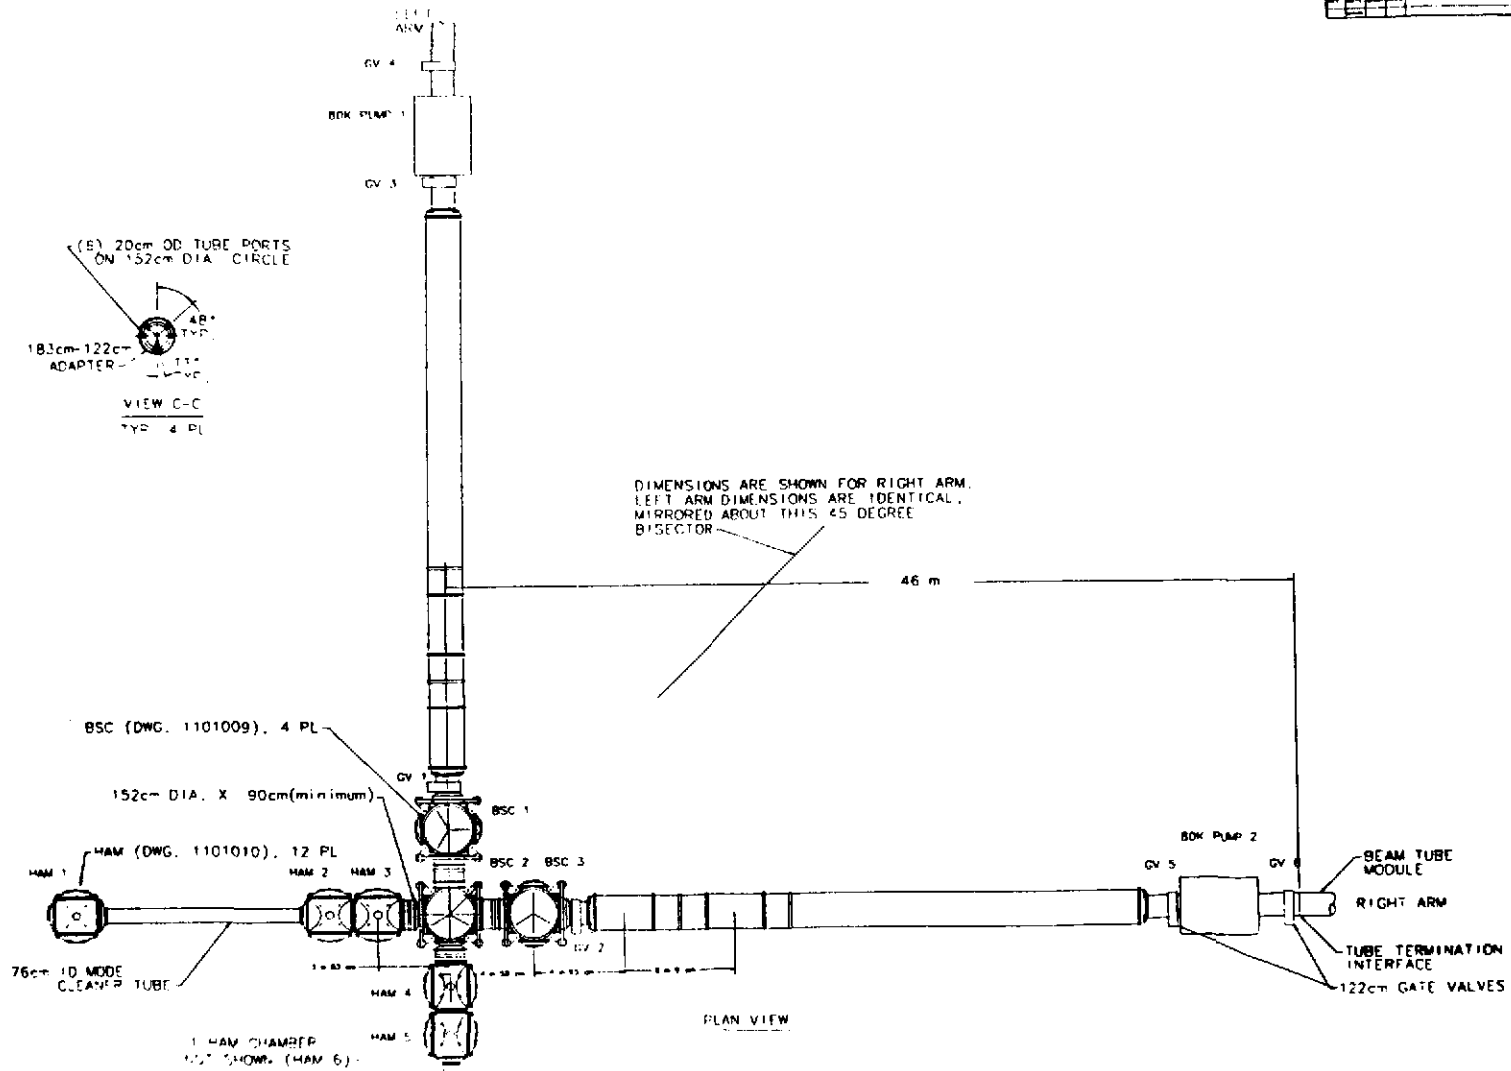 LEFT
ARM
GV 4
BDK PUMP 1
GV 3
(8) 20cm OD TUBE PORTS
ON 152cm DIA. CIRCLE
48°
TYP.
183cm-122cm
ADAPTER
VIEW C-C
TYP. 4 PL
DIMENSIONS ARE SHOWN FOR RIGHT ARM.
LEFT ARM DIMENSIONS ARE IDENTICAL,
MIRRORED ABOUT THIS 45 DEGREE
BISECTOR
46 m
BSC (DWG. 1101009), 4 PL
GV 1
152cm DIA. X 90cm(minimum)
BSC 1
HAM (DWG. 1101010), 12 PL
HAM 1
HAM 2
HAM 3
BSC 2
BSC 3
BDK PUMP 2
GV 5
GV
BEAM TUBE
MODULE
RIGHT ARM
GV 2
TUBE TERMINATION
INTERFACE
122cm GATE VALVES
76cm ID MODE
CLEANER TUBE
HAM 4
HAM 5
PLAN VIEW
1 HAM CHAMBER
NOT SHOWN (HAM 6)